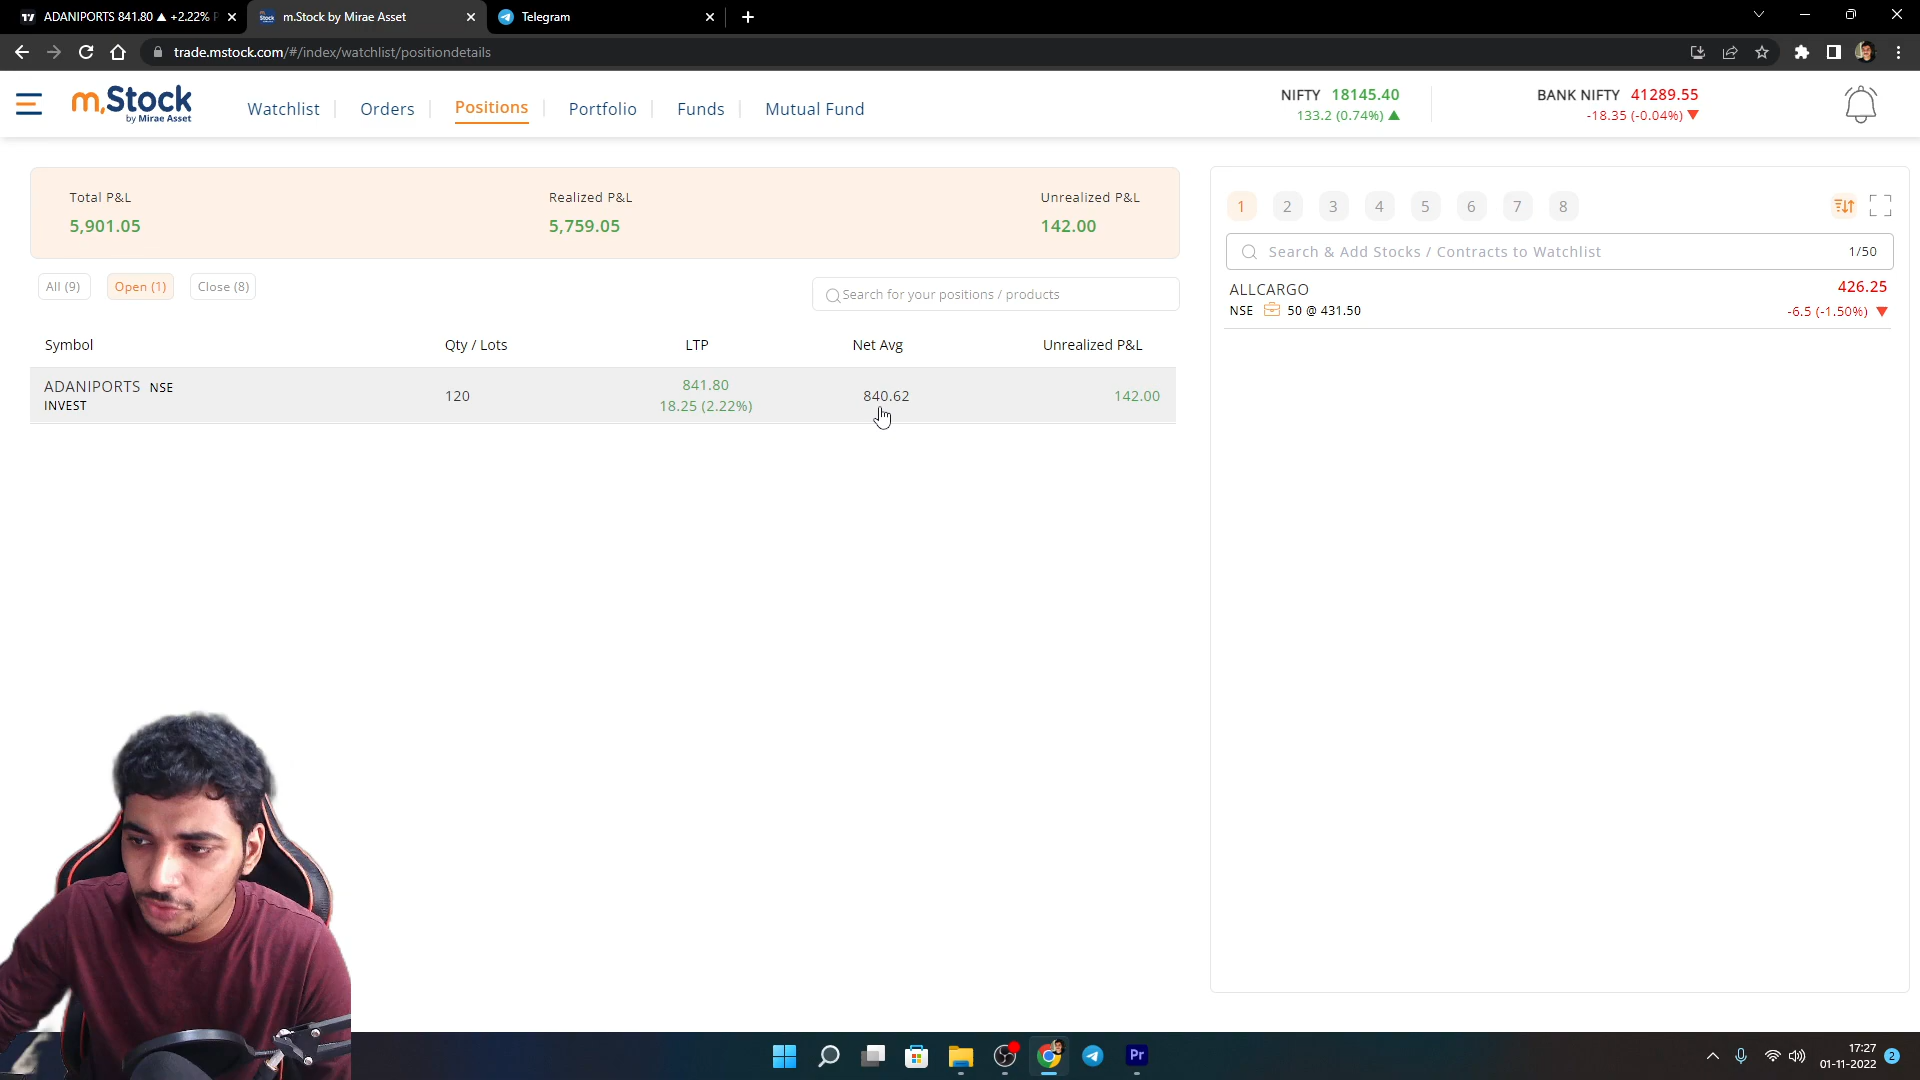 ADANIPORTS 841.80 ▲ +2.22%
m.Stock by Mirae Asset
Telegram
trade.mstock.com/#/index/watchlist/positiondetails
m.Stock
by Mirae Asset
Watchlist
Orders
Positions
Portfolio
Funds
Mutual Fund
NIFTY 18145.40
133.2 (0.74%) ▲
BANK NIFTY 41289.55
-18.35 (-0.04%) ▼
Total P&L
5,901.05
Realized P&L
5,759.05
Unrealized P&L
142.00
All (9)
Open (1)
Close (8)
Search for your positions / products
Symbol
Qty / Lots
LTP
Net Avg
Unrealized P&L
ADANIPORTS NSE
INVEST
120
841.80
18.25 (2.22%)
840.62
142.00
1 2 3 4 5 6 7 8
Search & Add Stocks / Contracts to Watchlist
1/50
ALLCARGO
NSE 50 @ 431.50
426.25
-6.5 (-1.50%) ▼
Pr
17:27
01-11-2022
2